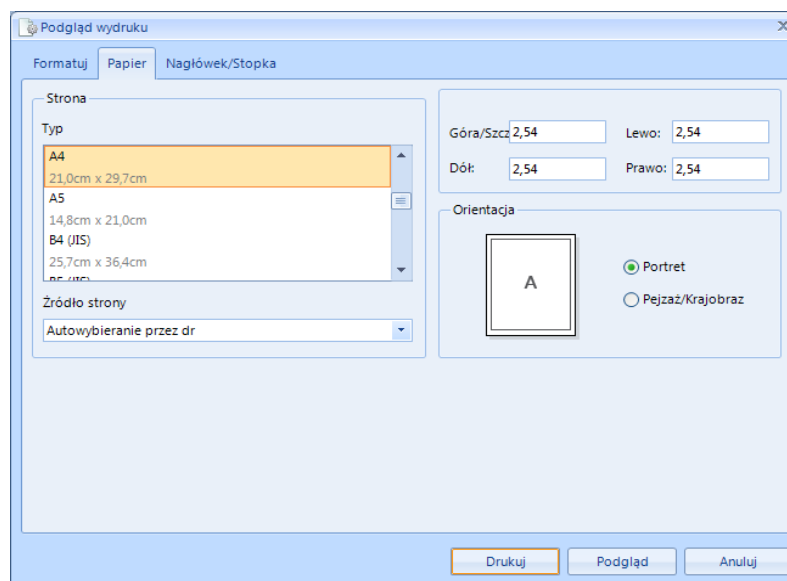 Podgląd wydruku
Formatuj Papier Nagłówek/Stopka
Strona
Typ
A4
21,0cm x 29,7cm
A5
14,8cm x 21,0cm
B4 (JIS)
25,7cm x 36,4cm
B5 (JIS)
Źródło strony
Autowybieranie przez dr
Góra/Szcz 2,54 Lewo: 2,54
Dół: 2,54 Prawo: 2,54
Orientacja
A
Portret
Pejzaż/Krajobraz
Drukuj Podgląd Anuluj